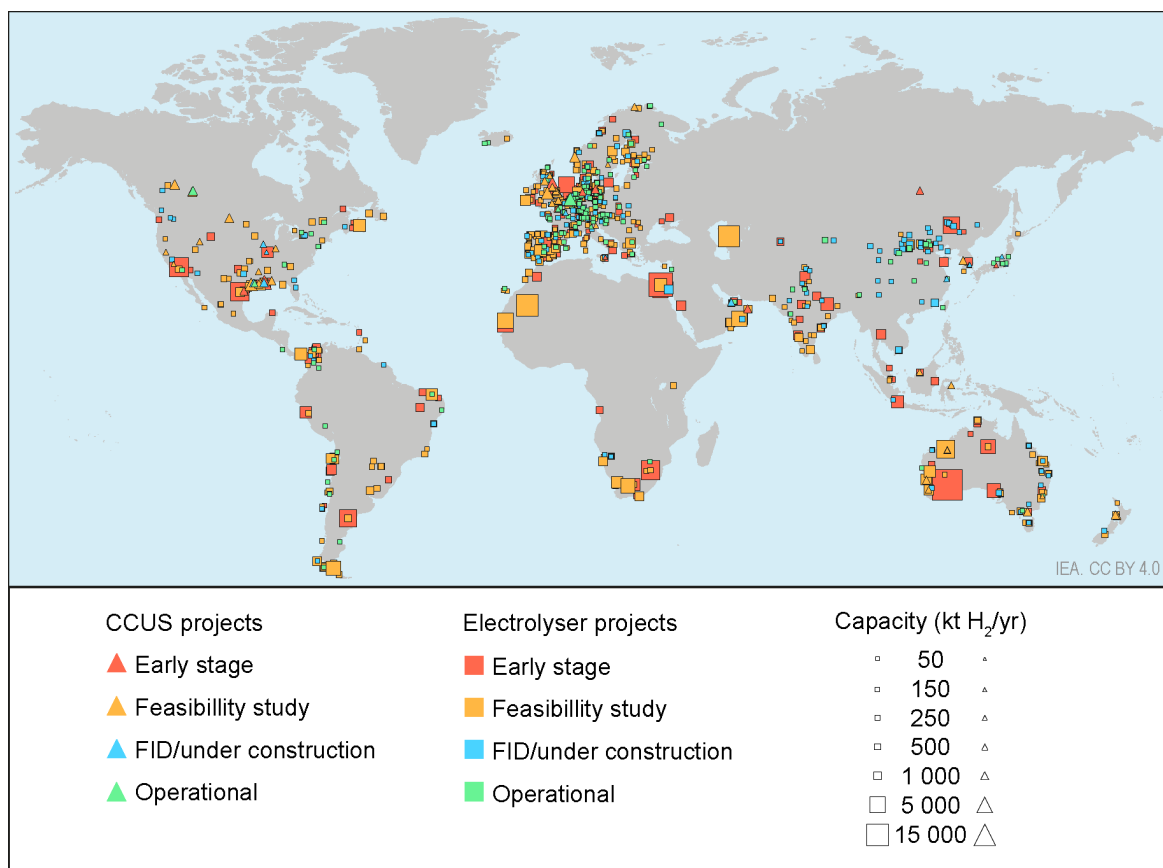 IEA. CC BY 4.0
CCUS projects
Early stage
Feasibillity study
FID/under construction
Operational
Electrolyser projects
Early stage
Feasibillity study
FID/under construction
Operational
Capacity (kt H₂/yr)
50
150
250
500
1 000
5 000
15 000